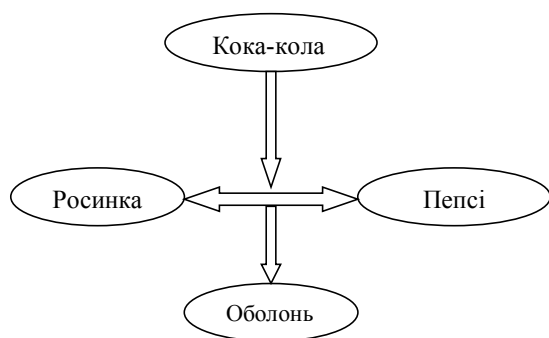 Кока-кола
Росинка
Пепсі
Оболонь